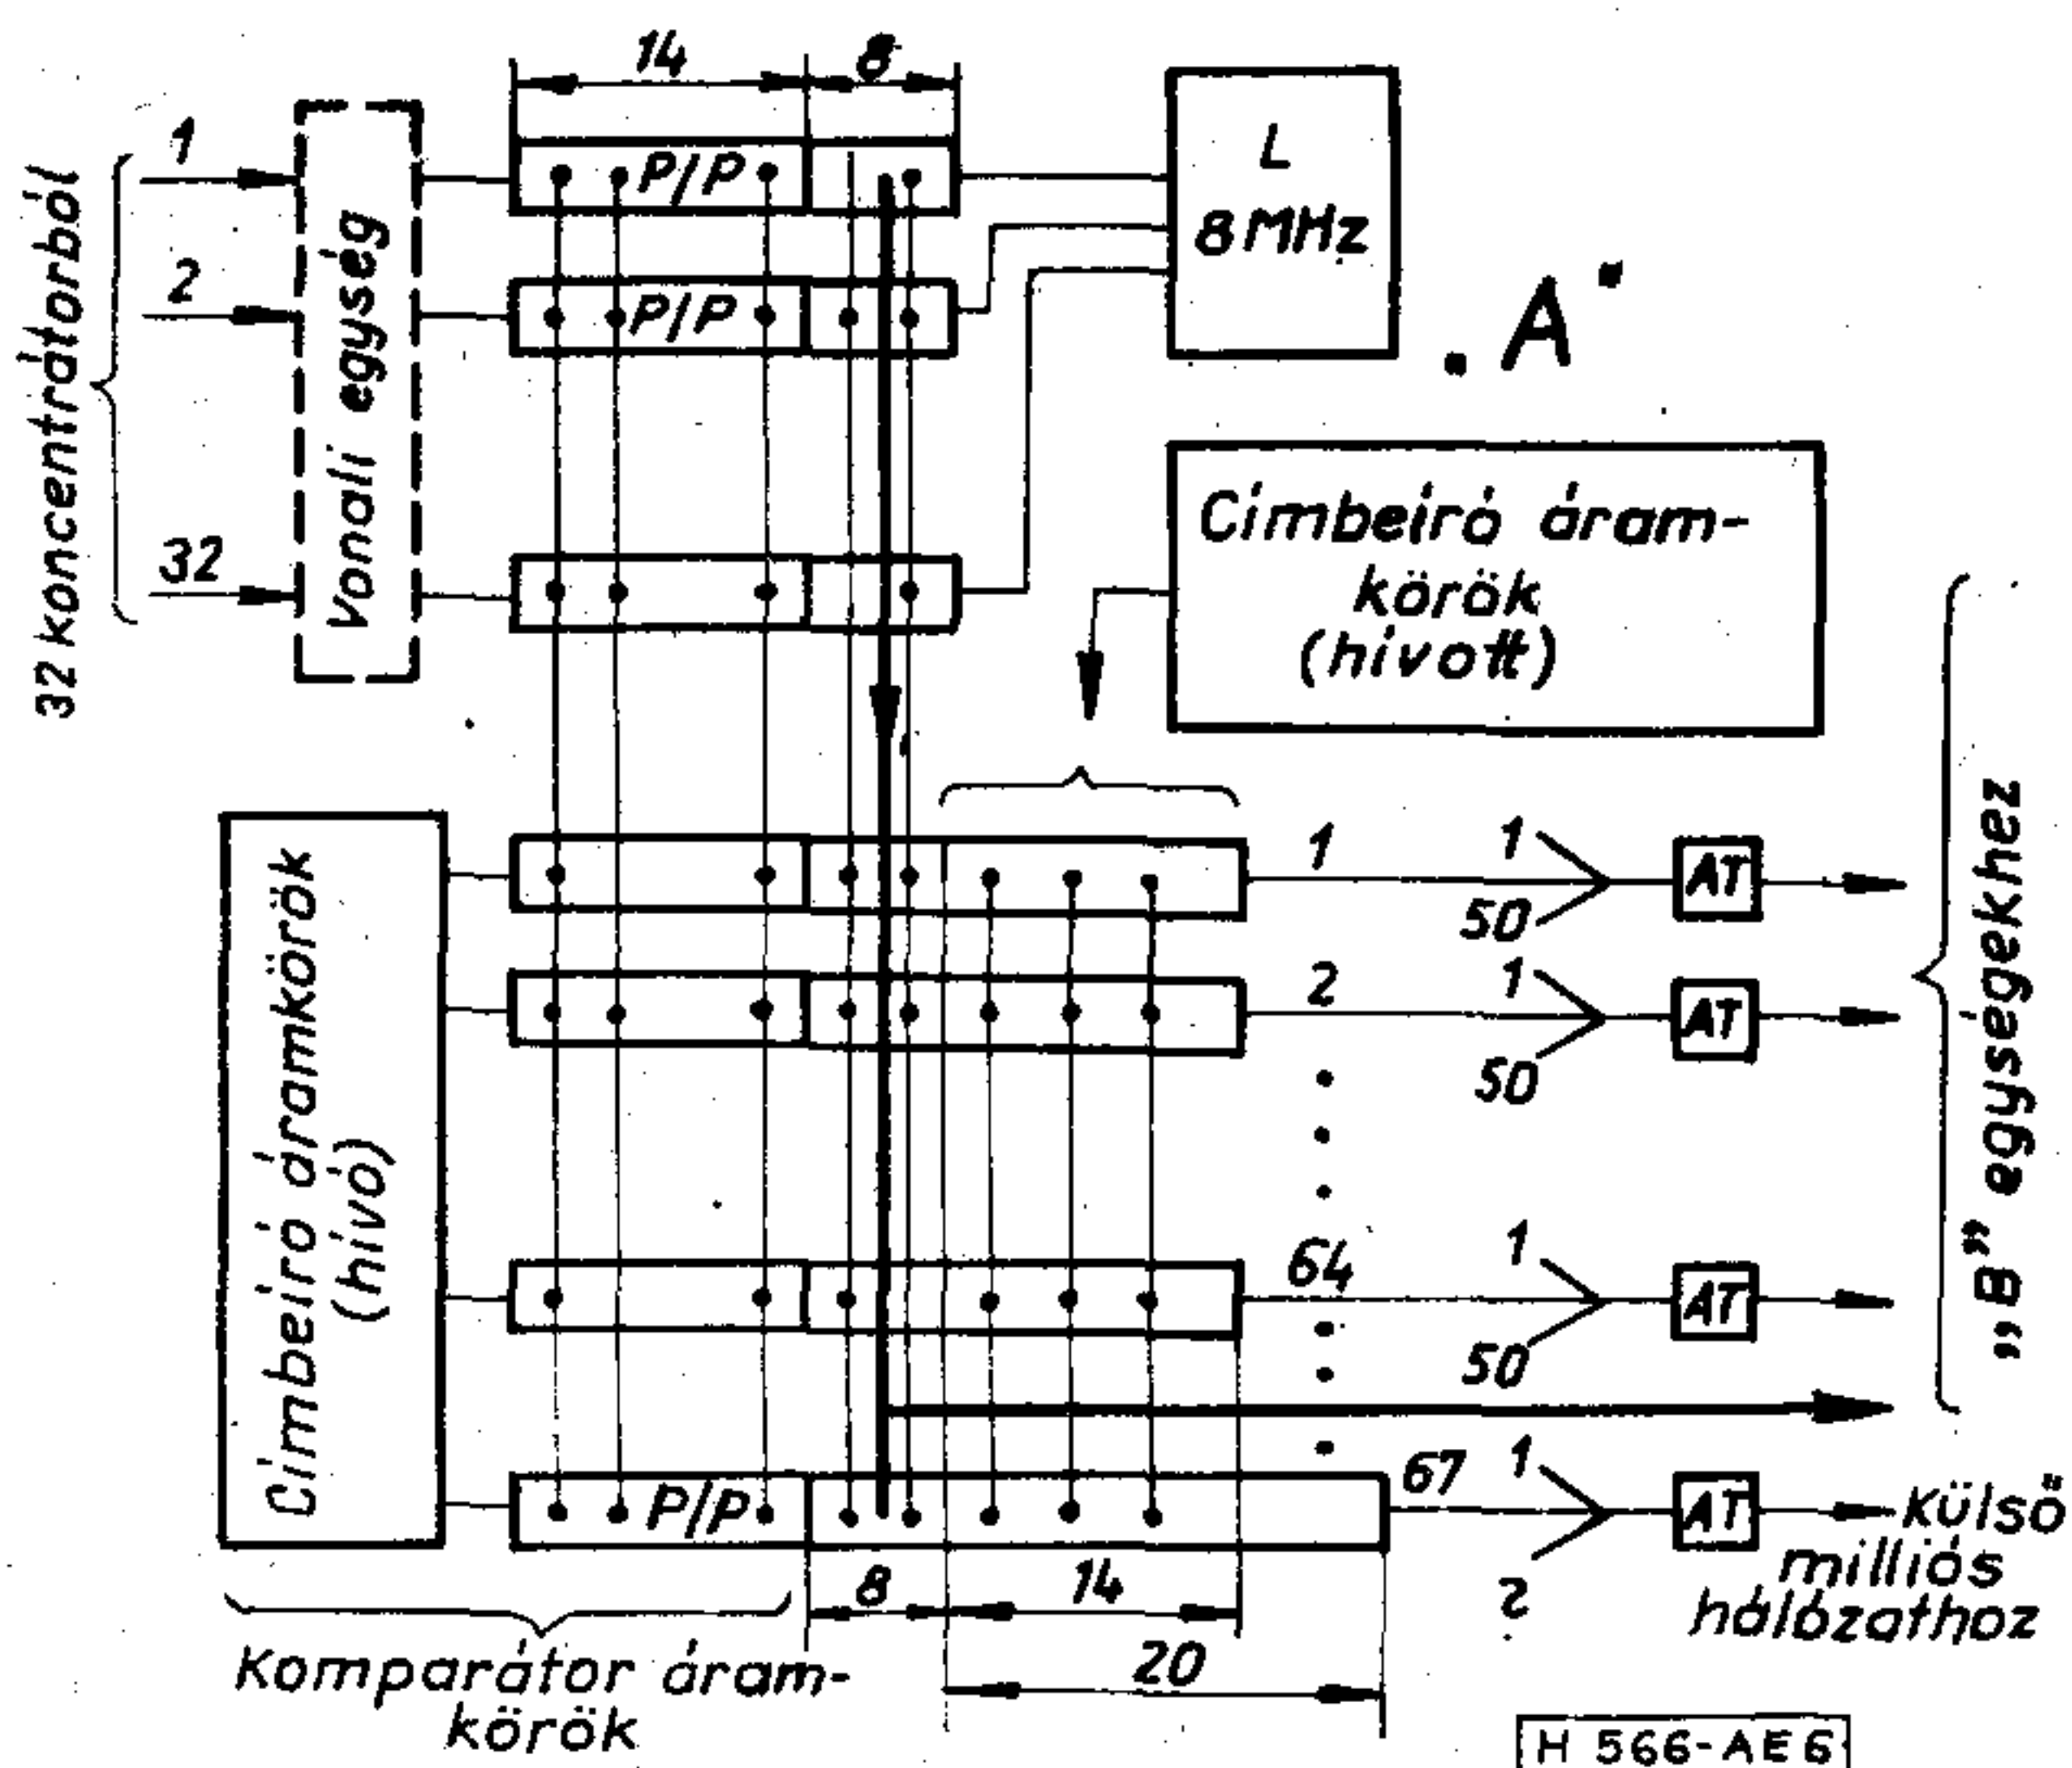 14
8
32 koncentrátorból
1
2
32
Vonali egység
P/P
P/P
L
8 MHz
„A"
Címbeíró áram-
körök
(hívott)
Címbeíró áramkörök
(hívó)
1
1
50
AT
2
1
50
AT
64
1
50
AT
P/P
67
1
2
AT
„B" egységekhez
Külső
milliós
hálózathoz
8
14
20
Komparátor áram-
körök
H 566-AE6